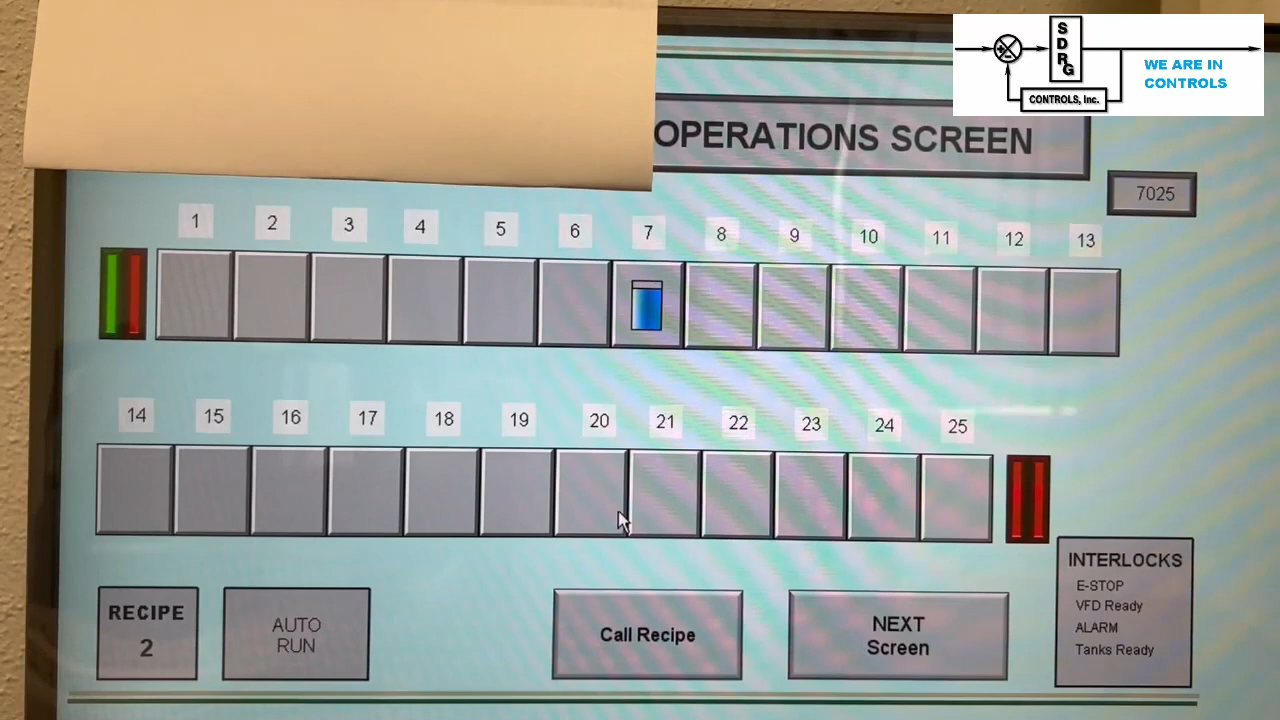 S
D
R
G
CONTROLS, Inc.
WE ARE IN
CONTROLS
OPERATIONS SCREEN
7025
1 2 3 4 5 6 7 8 9 10 11 12 13
14 15 16 17 18 19 20 21 22 23 24 25
RECIPE
2
AUTO
RUN
Call Recipe
NEXT
Screen
INTERLOCKS
E-STOP
VFD Ready
ALARM
Tanks Ready